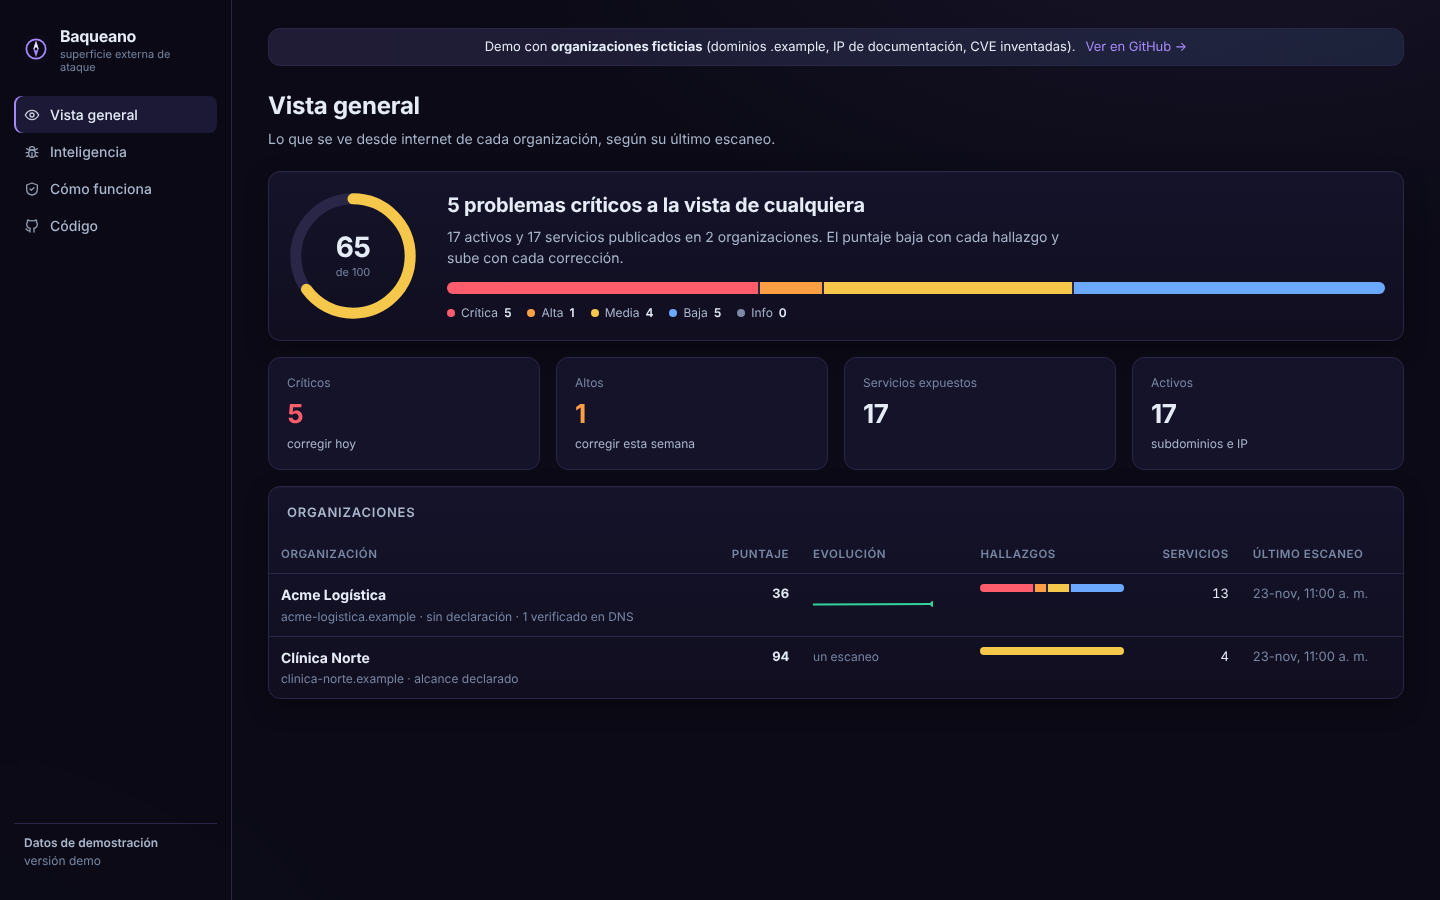 Baqueano
superficie externa de
ataque
Vista general
Inteligencia
Cómo funciona
Código
Datos de demostración
versión demo
Demo con organizaciones ficticias (dominios .example, IP de documentación, CVE inventadas). Ver en GitHub →
Vista general
Lo que se ve desde internet de cada organización, según su último escaneo.
65
de 100
5 problemas críticos a la vista de cualquiera
17 activos y 17 servicios publicados en 2 organizaciones. El puntaje baja con cada hallazgo y
sube con cada corrección.
Crítica 5 Alta 1 Media 4 Baja 5 Info 0
Críticos
5
corregir hoy
Altos
1
corregir esta semana
Servicios expuestos
17
Activos
17
subdominios e IP
ORGANIZACIONES
ORGANIZACIÓN PUNTAJE EVOLUCIÓN HALLAZGOS SERVICIOS ÚLTIMO ESCANEO
Acme Logística 36 13 23-nov, 11:00 a. m.
acme-logistica.example · sin declaración · 1 verificado en DNS
Clínica Norte 94 un escaneo 4 23-nov, 11:00 a. m.
clinica-norte.example · alcance declarado